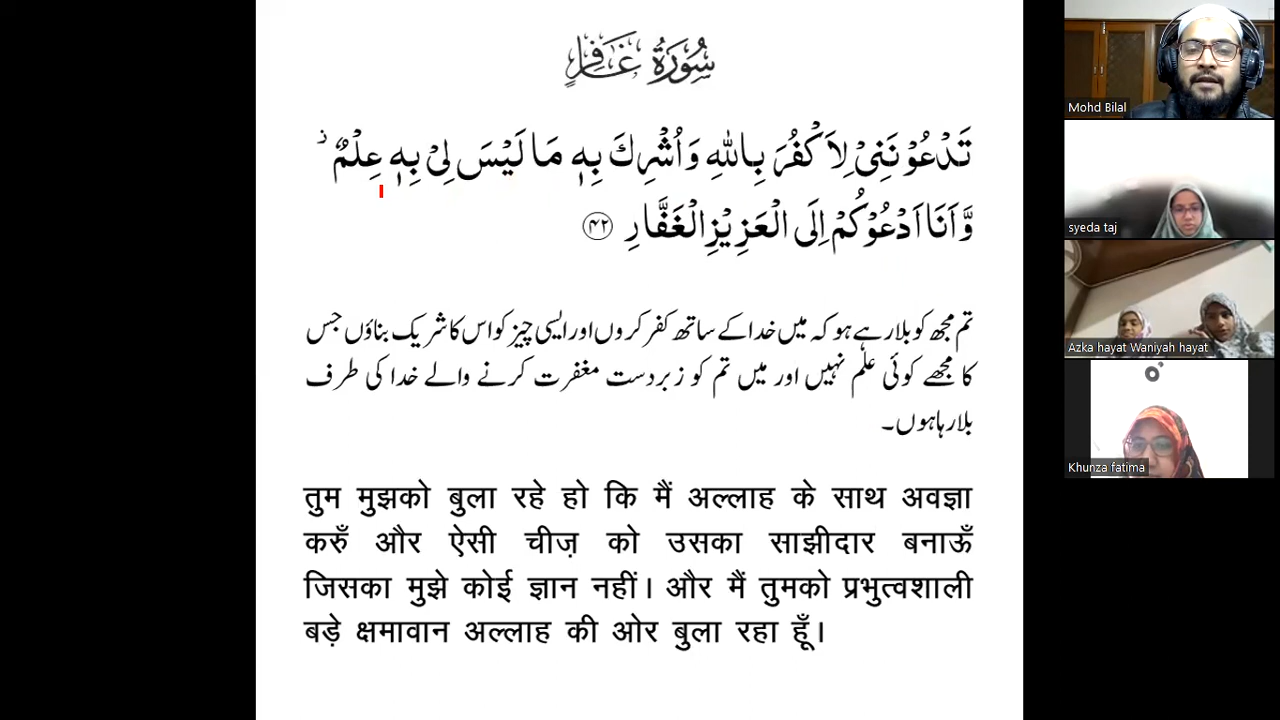 سُورَةُ غَافِرٍ
تَدْعُوْنَنِیْ لِاَكْفُرَ بِاللّٰهِ وَاُشْرِكَ بِهٖ مَا لَیْسَ لِیْ بِهٖ عِلْمٌ ۡ
وَّاَنَا اَدْعُوْكُمْ اِلَی الْعَزِیْزِ الْغَفَّارِ ﴿۴۲﴾
تم مجھ کو بلا رہے ہو کہ میں خدا کے ساتھ کفر کروں اور ایسی چیز کو اس کا شریک بناؤں جس
کا مجھے کوئی علم نہیں اور میں تم کو زبردست مغفرت کرنے والے خدا کی طرف
بلا رہا ہوں۔
तुम मुझको बुला रहे हो कि मैं अल्लाह के साथ अवज्ञा
करुँ और ऐसी चीज़ को उसका साझीदार बनाऊँ
जिसका मुझे कोई ज्ञान नहीं। और मैं तुमको प्रभुत्वशाली
बड़े क्षमावान अल्लाह की ओर बुला रहा हूँ।
Mohd Bilal
syeda taj
Azka hayat Waniyah hayat
Khunza fatima